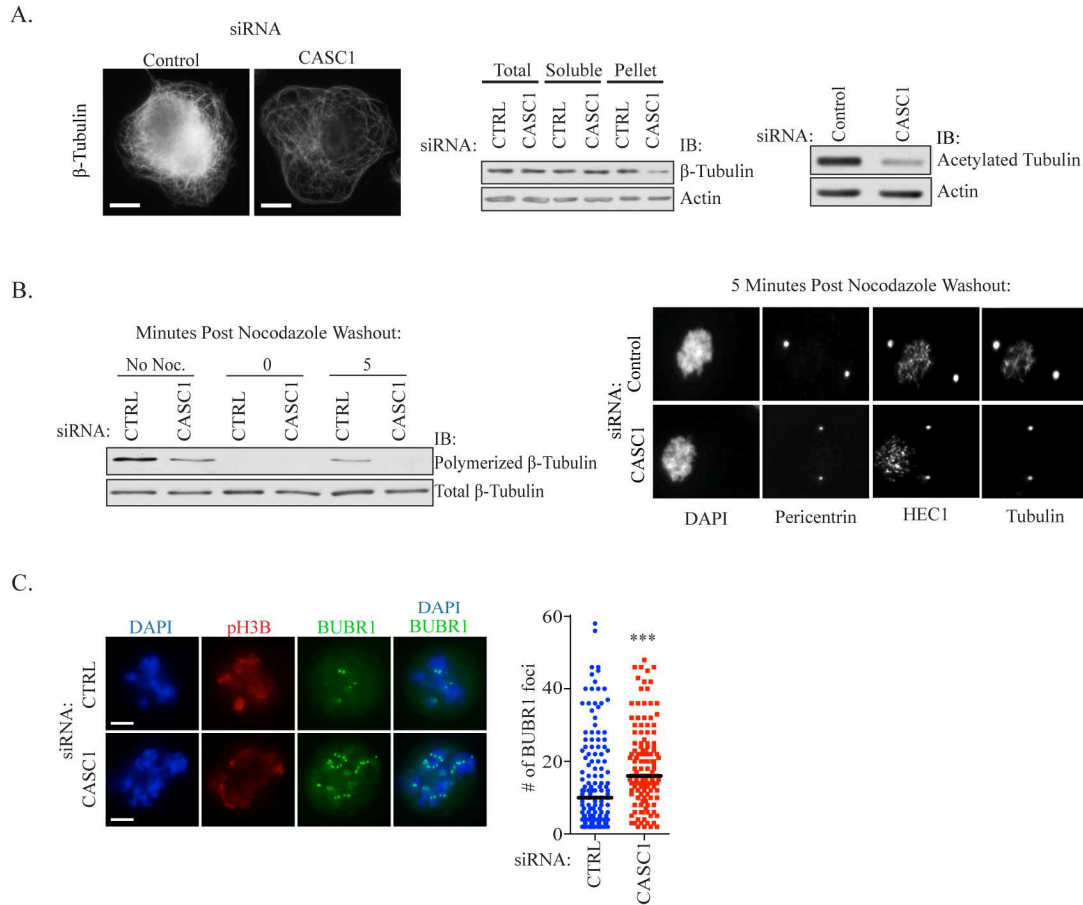 A.
siRNA
Control CASC1
β-Tubulin
Total Soluble Pellet
siRNA: CTRL CASC1 CTRL CASC1 CTRL CASC1 IB:
β-Tubulin
Actin
siRNA: Control CASC1 IB:
Acetylated Tubulin
Actin
B.
Minutes Post Nocodazole Washout:
No Noc. 0 5
siRNA: CTRL CASC1 CTRL CASC1 CTRL CASC1
IB:
Polymerized β-Tubulin
Total β-Tubulin
5 Minutes Post Nocodazole Washout:
siRNA:
Control
CASC1
DAPI Pericentrin HEC1 Tubulin
C.
DAPI pH3B BUBR1 DAPI
BUBR1
siRNA:
CTRL
CASC1
# of BUBR1 foci
60
40
20
0
***
siRNA: CTRL CASC1